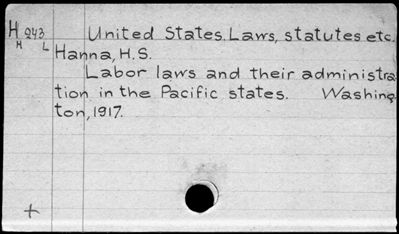 H 243 United States. Laws, statutes etc.
H L Hanna, H.S.
Labor laws and their administra
tion in the Pacific states. Washing
ton, 1917.
+